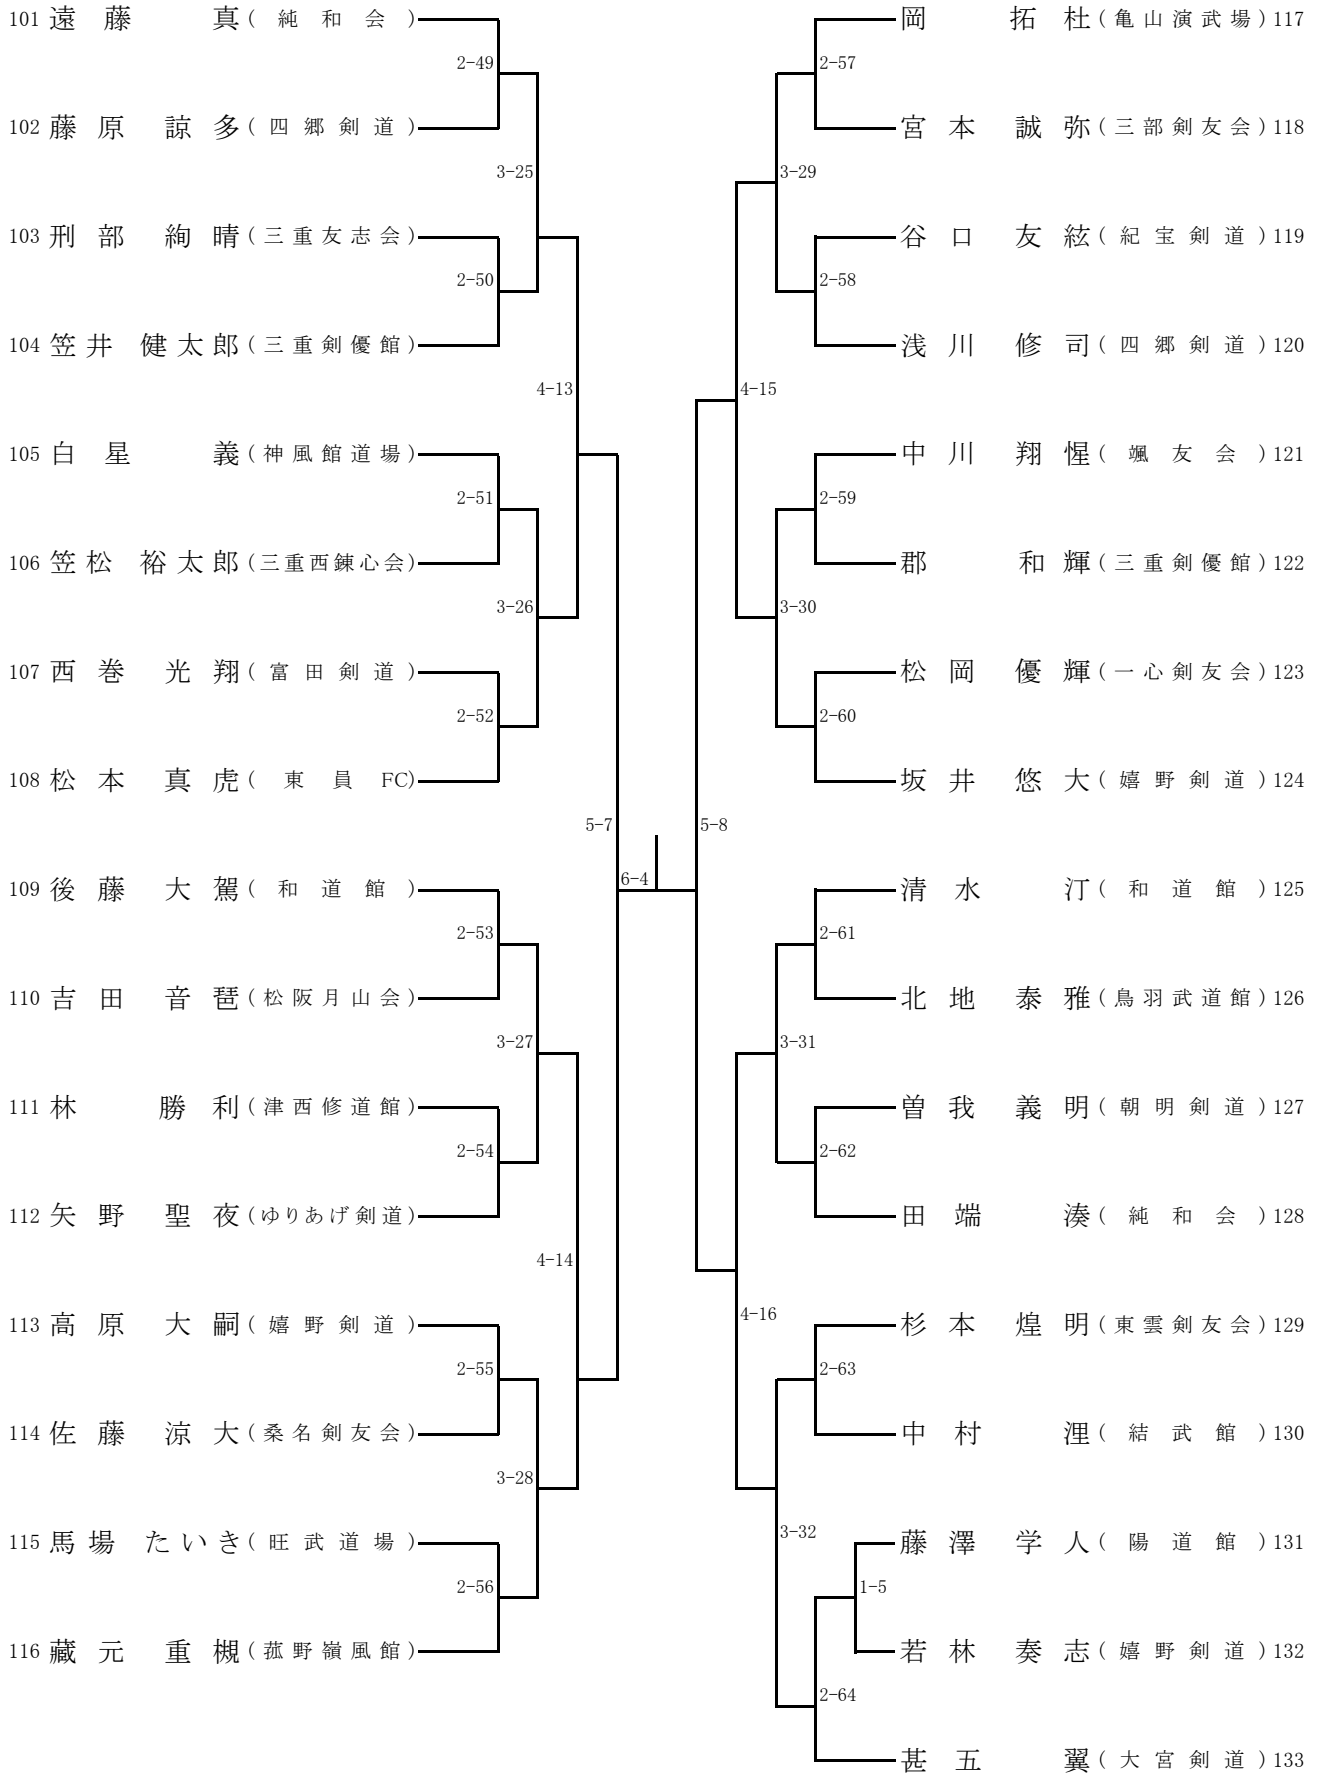 101 遠藤 真 (純和会)
2-49
102 藤原 諒多 (四郷剣道)
3-25
103 刑部 絢晴 (三重友志会)
2-50
104 笠井 健太郎 (三重剣優館)
4-13
105 白星 義 (神風館道場)
2-51
106 笠松 裕太郎 (三重西錬心会)
3-26
107 西巻 光翔 (富田剣道)
2-52
108 松本 真虎 (東員FC)
5-7
109 後藤 大駕 (和道館)
2-53
110 吉田 音琶 (松阪月山会)
3-27
111 林 勝利 (津西修道館)
2-54
112 矢野 聖夜 (ゆりあげ剣道)
4-14
113 高原 大嗣 (嬉野剣道)
2-55
114 佐藤 涼大 (桑名剣友会)
3-28
115 馬場 たいき (旺武道場)
2-56
116 藏元 重槻 (菰野嶺風館)
6-4
岡 拓杜 (亀山演武場) 117
2-57
宮本 誠弥 (三部剣友会) 118
3-29
谷口 友絃 (紀宝剣道) 119
2-58
浅川 修司 (四郷剣道) 120
4-15
中川 翔惺 (颯友会) 121
2-59
郡 和輝 (三重剣優館) 122
3-30
松岡 優輝 (一心剣友会) 123
2-60
坂井 悠大 (嬉野剣道) 124
5-8
清水 汀 (和道館) 125
2-61
北地 泰雅 (鳥羽武道館) 126
3-31
曽我 義明 (朝明剣道) 127
2-62
田端 湊 (純和会) 128
4-16
杉本 煌明 (東雲剣友会) 129
2-63
中村 浬 (結武館) 130
3-32
藤澤 学人 (陽道館) 131
1-5
若林 奏志 (嬉野剣道) 132
2-64
甚五 翼 (大宮剣道) 133